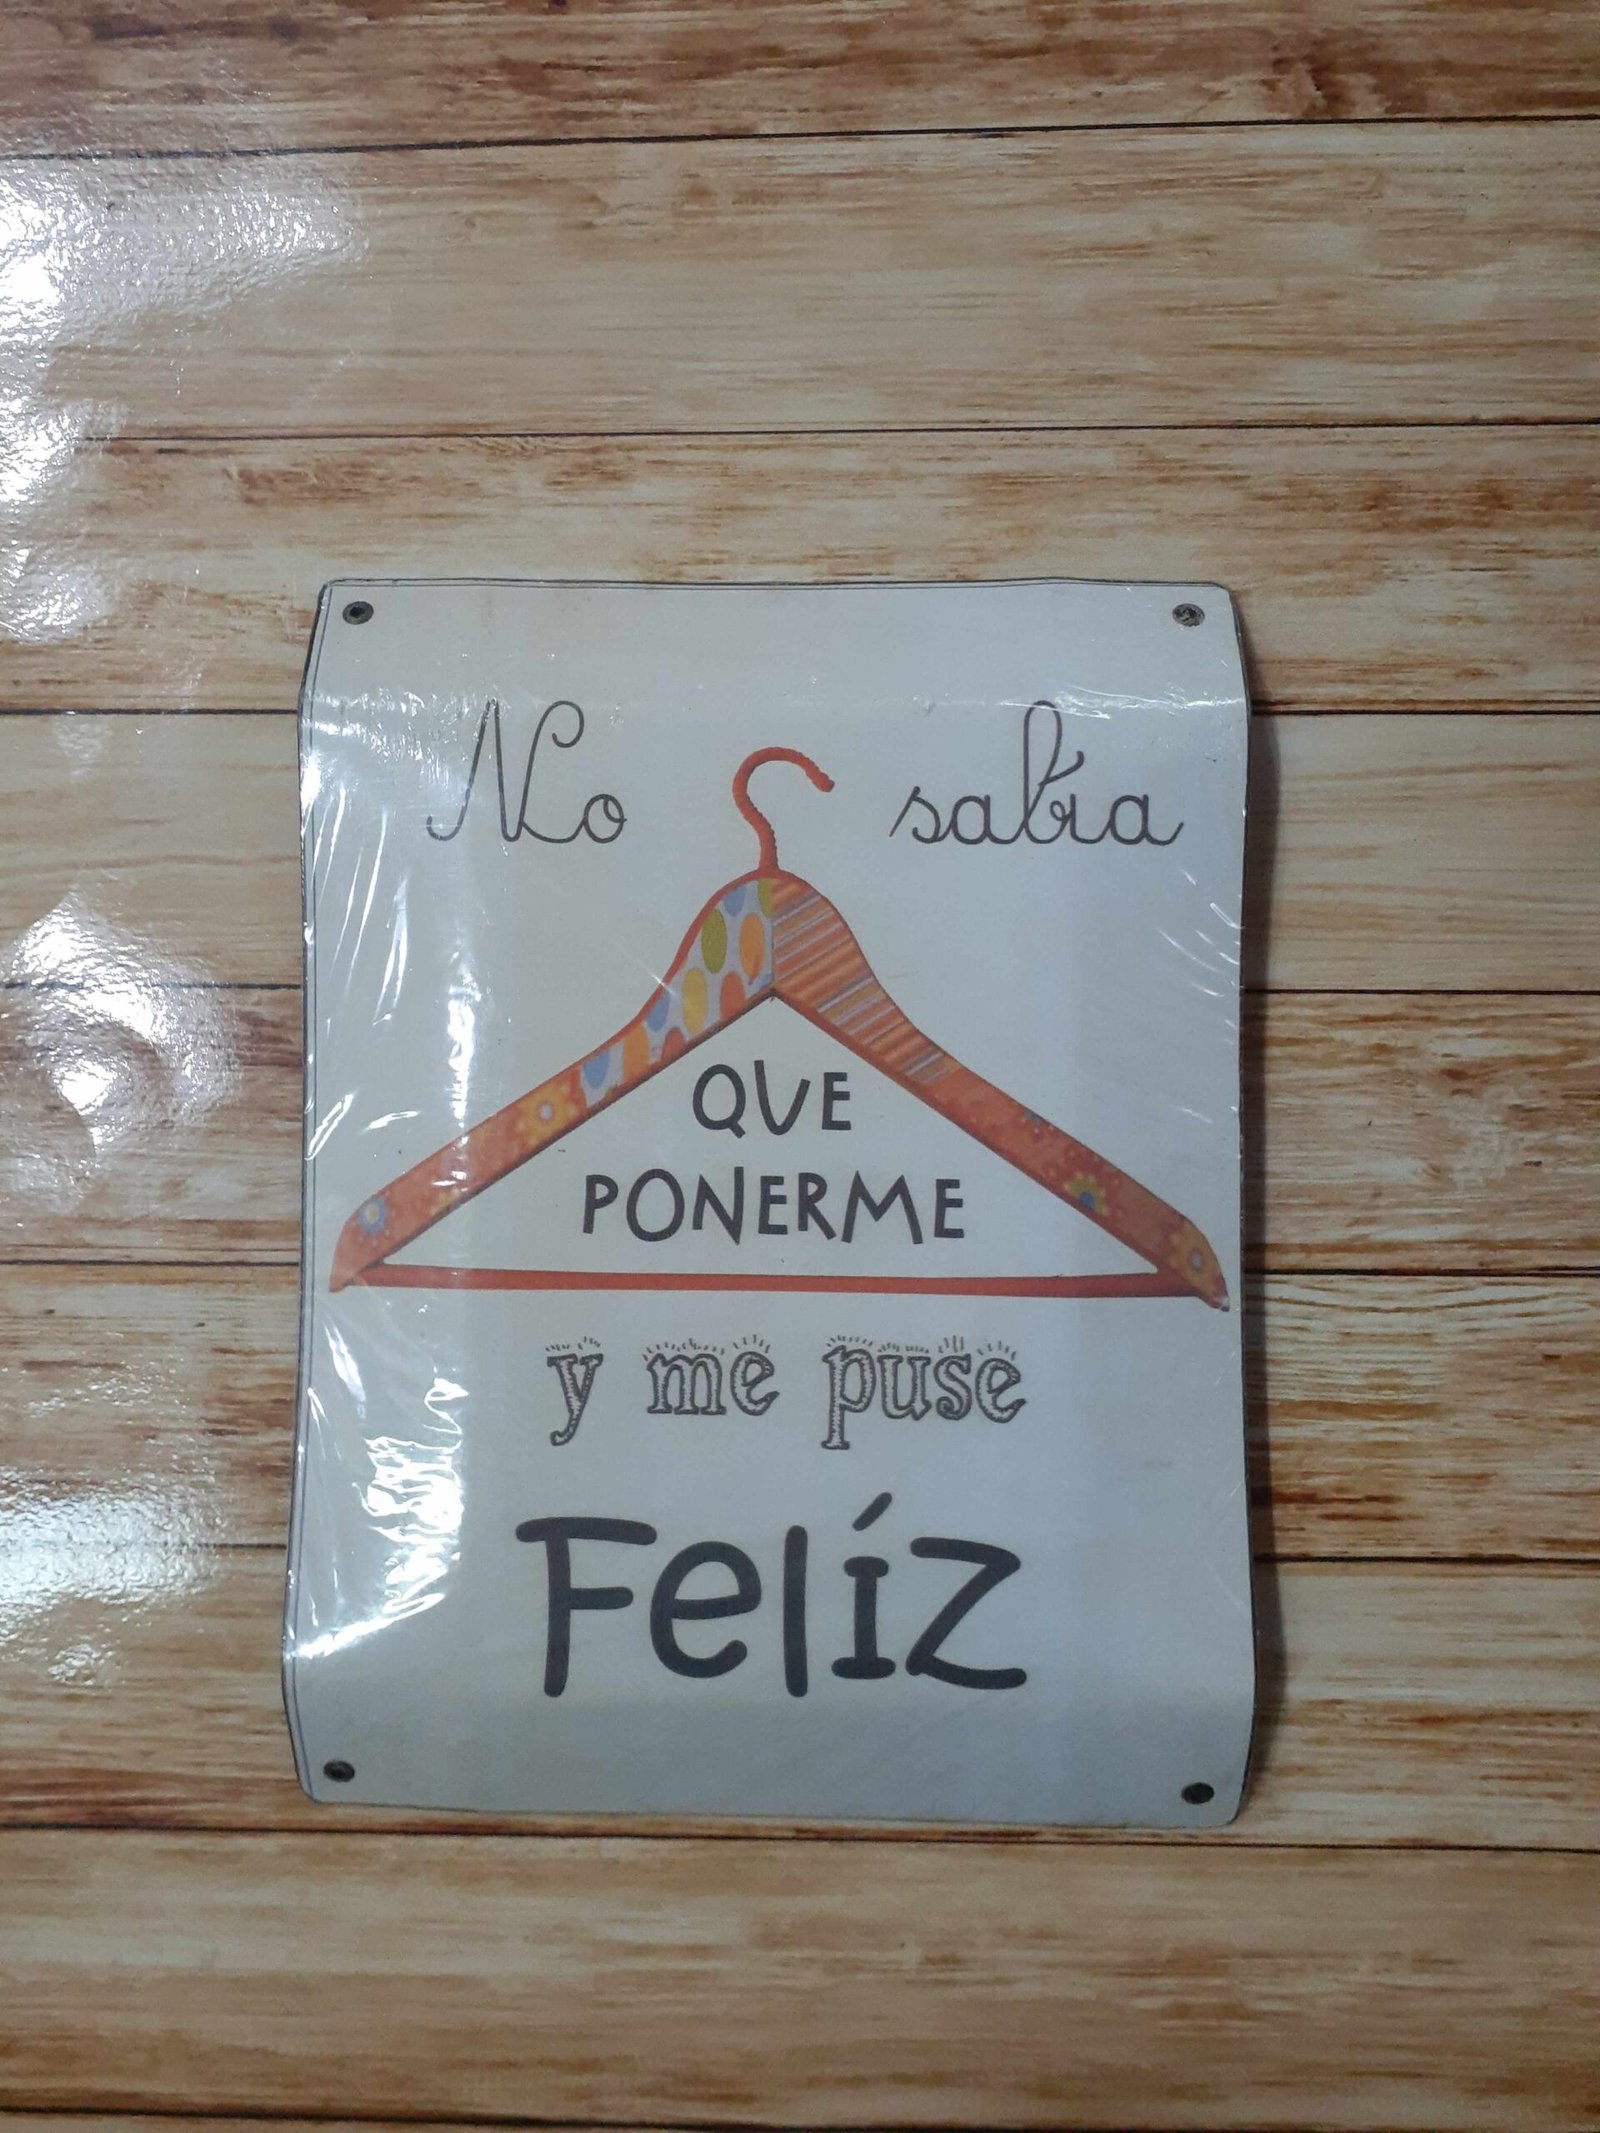 No sabia
QUE
PONERME
y me puse
Felíz